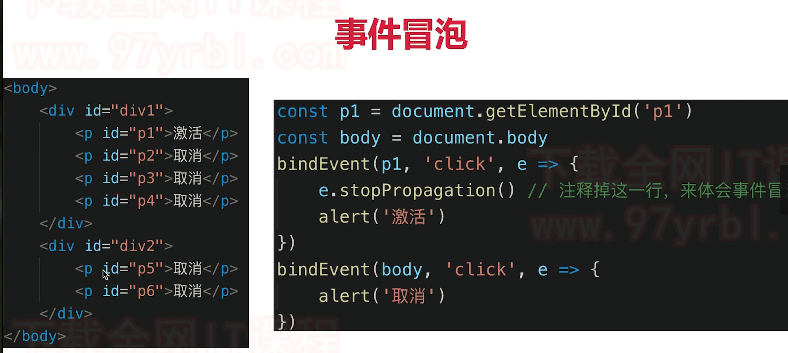 事件冒泡
<body>
<div id="div1">
<p id="p1">激活</p>
<p id="p2">取消</p>
<p id="p3">取消</p>
<p id="p4">取消</p>
</div>
<div id="div2">
<p id="p5">取消</p>
<p id="p6">取消</p>
</div>
</body>
const p1 = document.getElementById('p1')
const body = document.body
bindEvent(p1, 'click', e => {
e.stopPropagation() // 注释掉这一行，来体会事件冒
alert('激活')
})
bindEvent(body, 'click', e => {
alert('取消')
})
下载全网IT课程
www.97yrbl.com
下载全网IT课
www.97yrbl.
下载全网IT课程